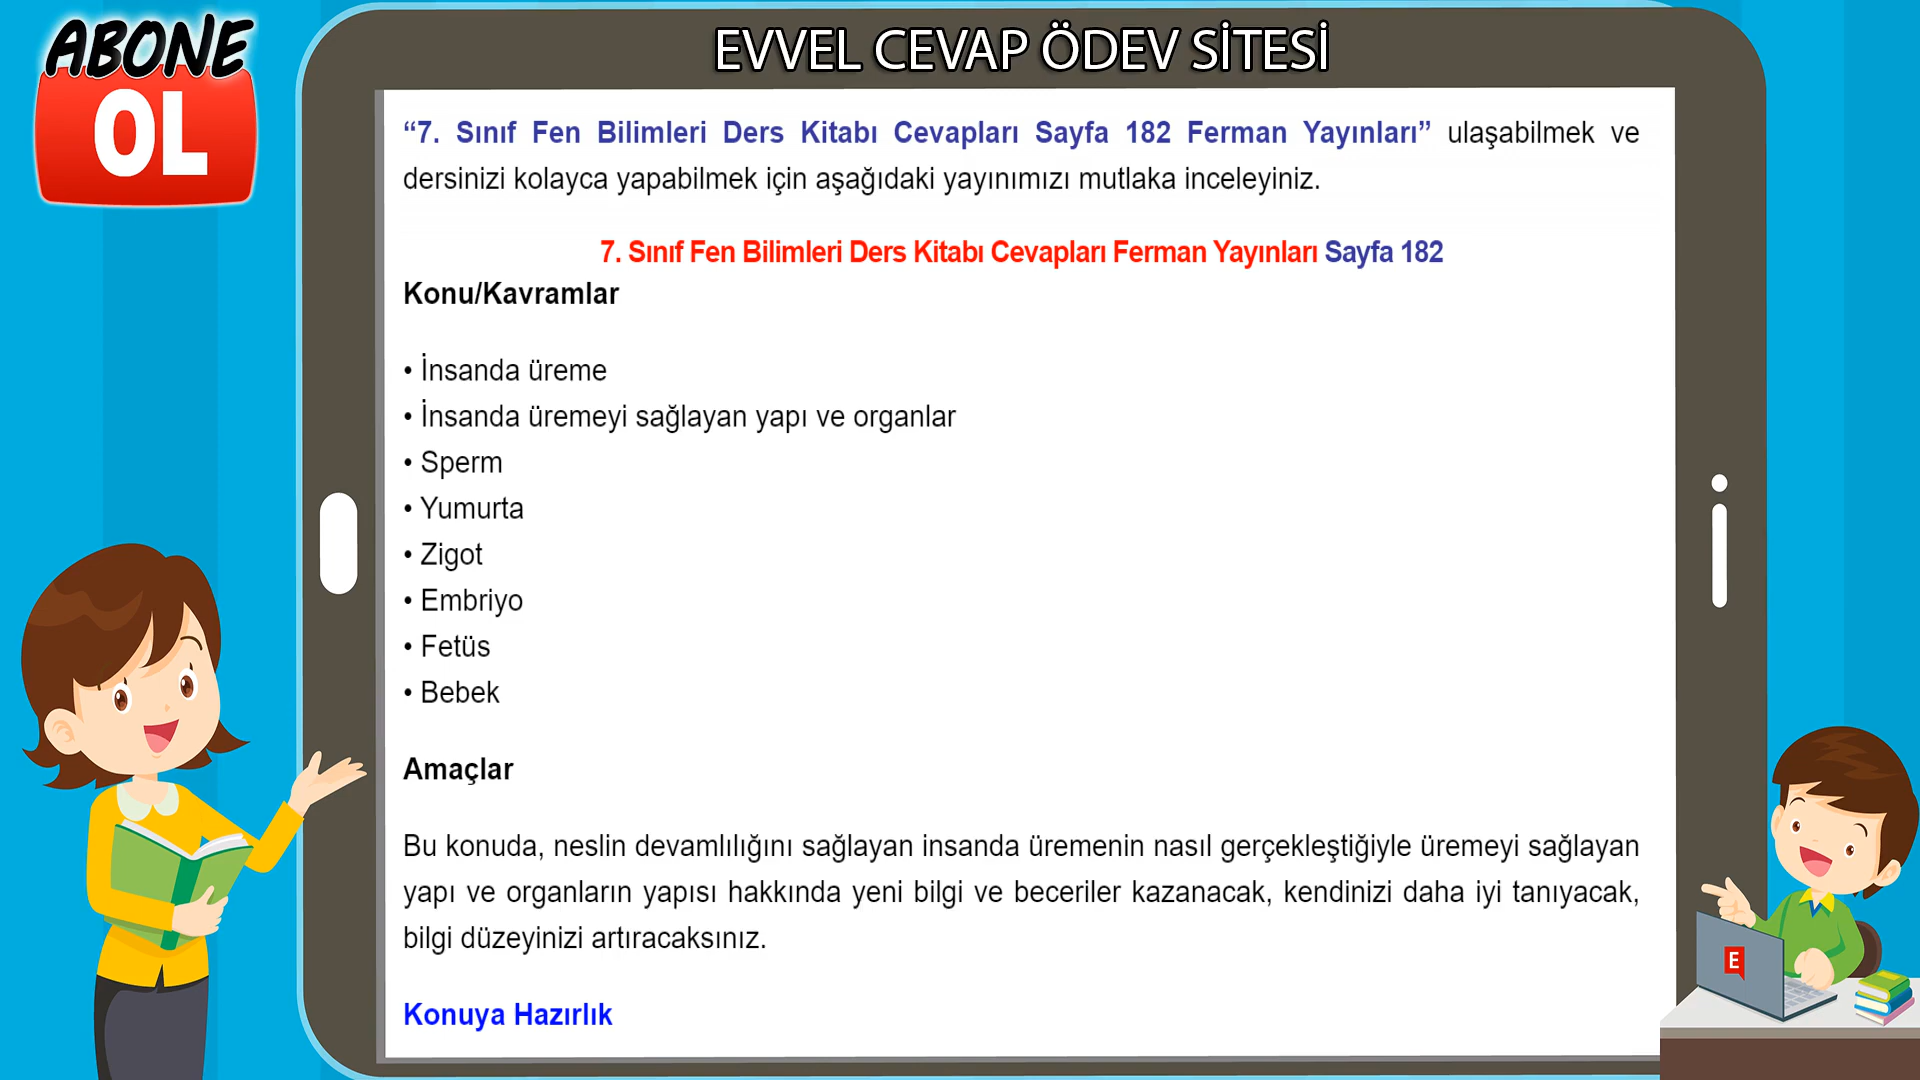 ABONE
OL
EVVEL CEVAP ÖDEV SİTESİ
“7. Sınıf Fen Bilimleri Ders Kitabı Cevapları Sayfa 182 Ferman Yayınları” ulaşabilmek ve
dersinizi kolayca yapabilmek için aşağıdaki yayınımızı mutlaka inceleyiniz.
7. Sınıf Fen Bilimleri Ders Kitabı Cevapları Ferman Yayınları Sayfa 182
Konu/Kavramlar
• İnsanda üreme
• İnsanda üremeyi sağlayan yapı ve organlar
• Sperm
• Yumurta
• Zigot
• Embriyo
• Fetüs
• Bebek
Amaçlar
Bu konuda, neslin devamlılığını sağlayan insanda üremenin nasıl gerçekleştiğiyle üremeyi sağlayan
yapı ve organların yapısı hakkında yeni bilgi ve beceriler kazanacak, kendinizi daha iyi tanıyacak,
bilgi düzeyinizi artıracaksınız.
Konuya Hazırlık
E